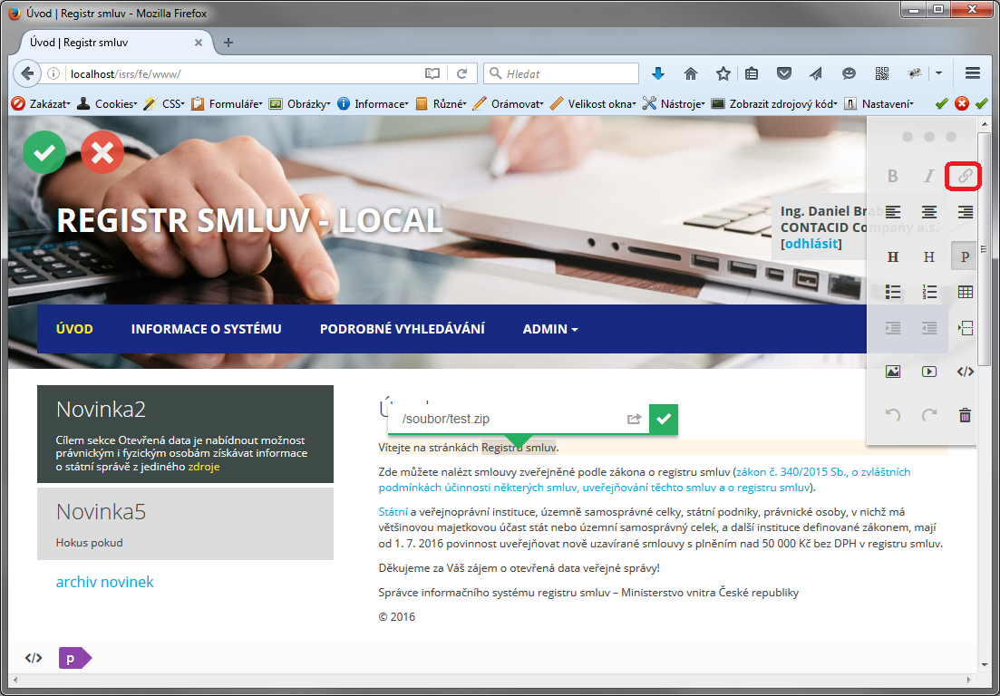 Úvod | Registr smluv - Mozilla Firefox
Úvod | Registr smluv
localhost/isrs/fe/www/
Hledat
Zakázat Cookies CSS Formuláře Obrázky Informace Různé Orámovat Velikost okna Nástroje Zobrazit zdrojový kód Nastavení
REGISTR SMLUV - LOCAL
Ing. Daniel
CONTACID Company a.s.
[odhlásit]
B I
H H P
ÚVOD INFORMACE O SYSTÉMU PODROBNÉ VYHLEDÁVÁNÍ ADMIN
Novinka2
Cílem sekce Otevřená data je nabídnout možnost
právnickým i fyzickým osobám získávat informace
o státní správě z jediného zdroje
Novinka5
Hokus pokud
archiv novinek
/soubor/test.zip
Vítejte na stránkách Registru smluv.
Zde můžete nalézt smlouvy zveřejněné podle zákona o registru smluv (zákon č. 340/2015 Sb., o zvláštních
podmínkách účinnosti některých smluv, uveřejňování těchto smluv a o registru smluv).
Státní a veřejnoprávní instituce, územně samosprávné celky, státní podniky, právnické osoby, v nichž má
většinovou majetkovou účast stát nebo územní samosprávný celek, a další instituce definované zákonem, mají
od 1. 7. 2016 povinnost uveřejňovat nově uzavírané smlouvy s plněním nad 50 000 Kč bez DPH v registru smluv.
Děkujeme za Váš zájem o otevřená data veřejné správy!
Správce informačního systému registru smluv – Ministerstvo vnitra České republiky
© 2016
</> p